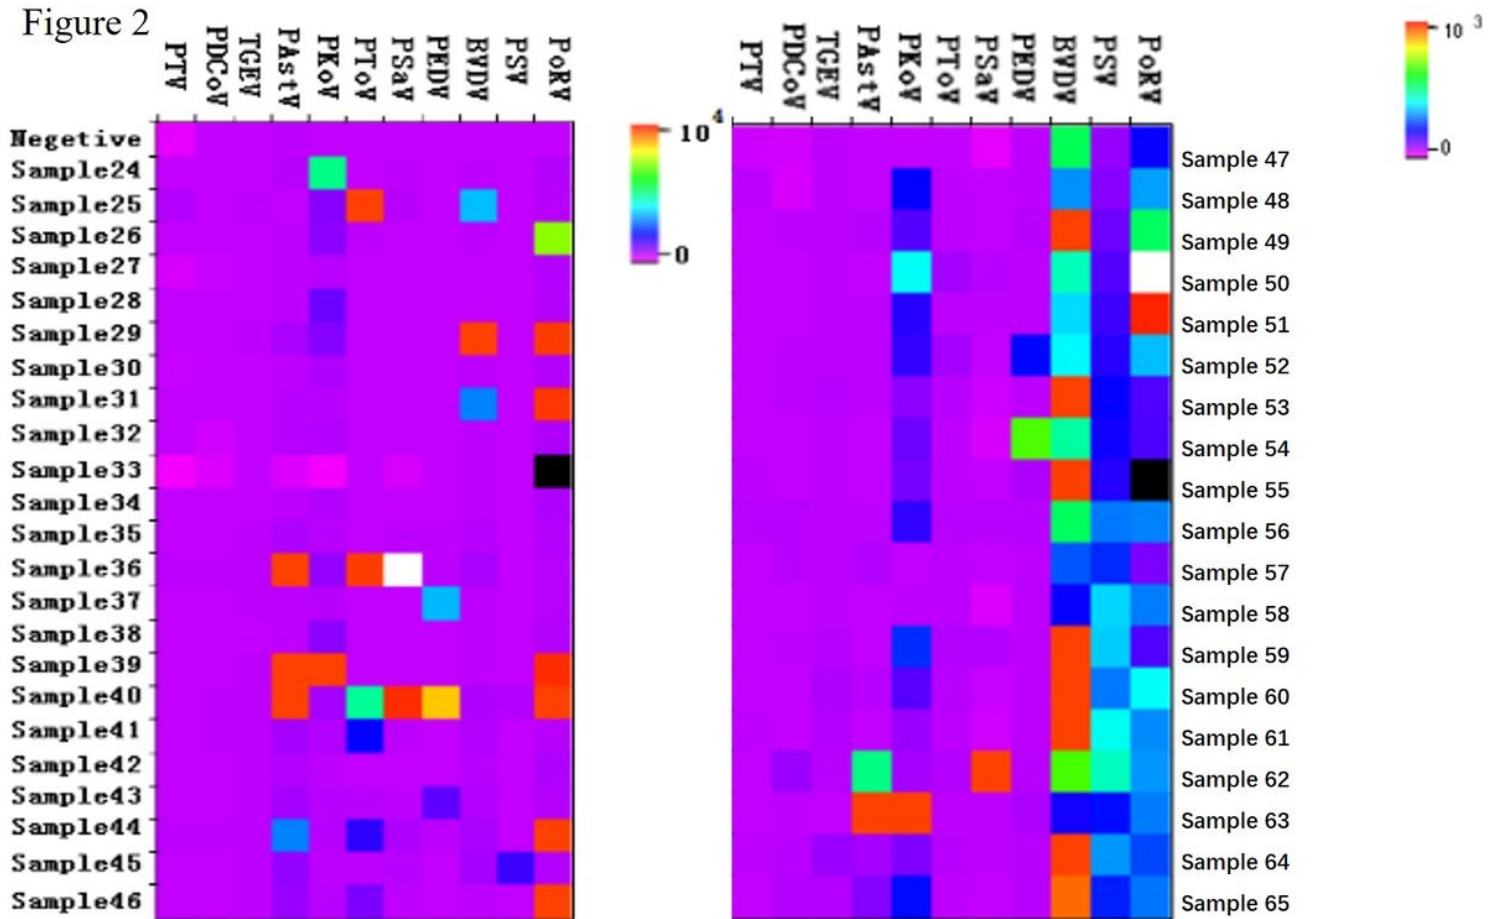 Figure 2
PTV
PDCoV
TGEV
PAstV
PKoV
PToV
PSaV
PEDV
BVDV
PSV
PoRV
Negetive
Sample24
Sample25
Sample26
Sample27
Sample28
Sample29
Sample30
Sample31
Sample32
Sample33
Sample34
Sample35
Sample36
Sample37
Sample38
Sample39
Sample40
Sample41
Sample42
Sample43
Sample44
Sample45
Sample46
10 4
0
PTV
PDCoV
TGEV
PAstV
PKoV
PToV
PSaV
PEDV
BVDV
PSV
PoRV
Sample 47
Sample 48
Sample 49
Sample 50
Sample 51
Sample 52
Sample 53
Sample 54
Sample 55
Sample 56
Sample 57
Sample 58
Sample 59
Sample 60
Sample 61
Sample 62
Sample 63
Sample 64
Sample 65
10 3
0